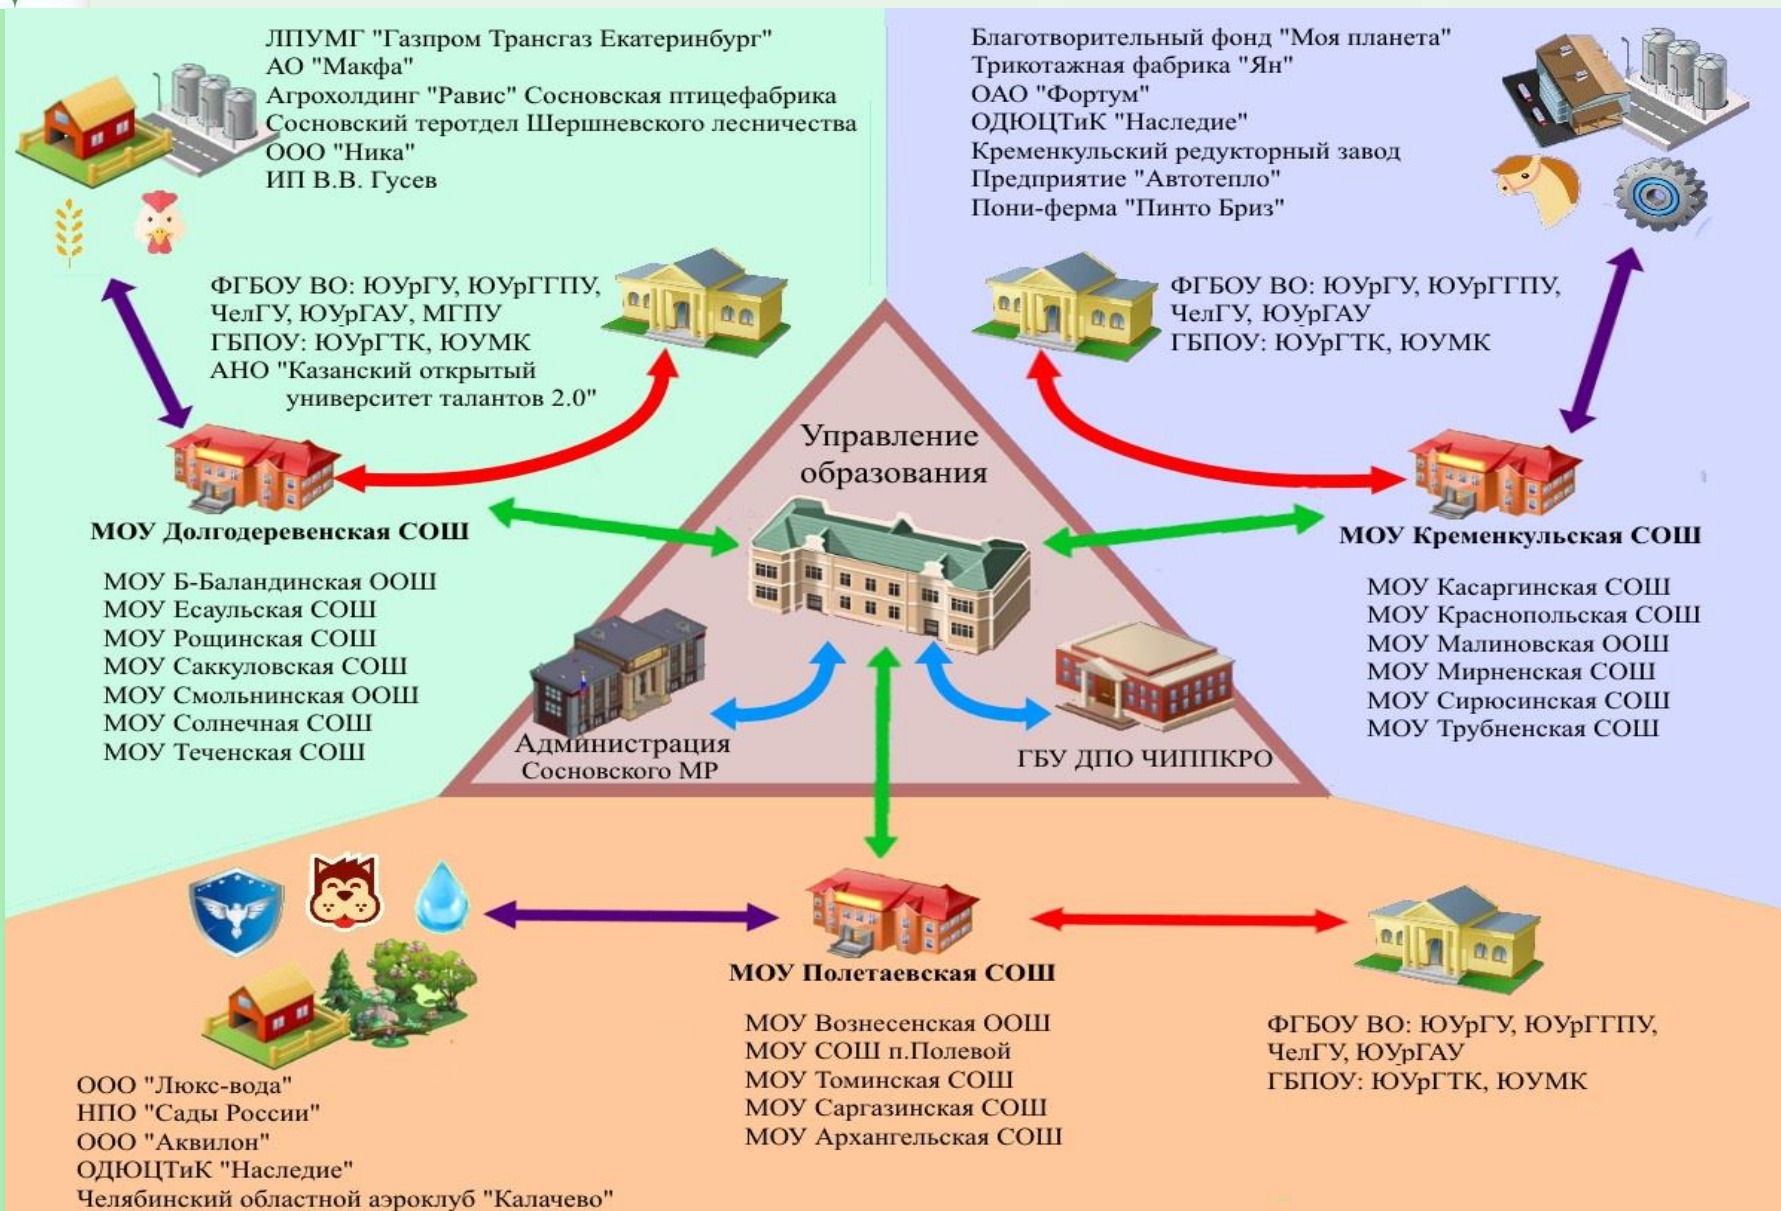 ЛПУМГ "Газпром Трансгаз Екатеринбург"
АО "Макфа"
Агрохолдинг "Равис" Сосновская птицефабрика
Сосновский теротдел Шершневского лесничества
ООО "Ника"
ИП В.В. Гусев
ФГБОУ ВО: ЮУрГУ, ЮУрГГПУ,
ЧелГУ, ЮУрГАУ, МГПУ
ГБПОУ: ЮУрГТК, ЮУМК
АНО "Казанский открытый
университет талантов 2.0"
МОУ Долгодеревенская СОШ
МОУ Б-Баландинская ООШ
МОУ Есаульская СОШ
МОУ Рощинская СОШ
МОУ Саккуловская СОШ
МОУ Смольнинская ООШ
МОУ Солнечная СОШ
МОУ Теченская СОШ
Благотворительный фонд "Моя планета"
Трикотажная фабрика "Ян"
ОАО "Фортум"
ОДЮЦТиК "Наследие"
Кременкульский редукторный завод
Предприятие "Автотепло"
Пони-ферма "Пинто Бриз"
ФГБОУ ВО: ЮУрГУ, ЮУрГГПУ,
ЧелГУ, ЮУрГАУ
ГБПОУ: ЮУрГТК, ЮУМК
МОУ Кременкульская СОШ
МОУ Касаргинская СОШ
МОУ Краснопольская СОШ
МОУ Малиновская ООШ
МОУ Мирненская СОШ
МОУ Сирюсинская СОШ
МОУ Трубненская СОШ
Управление
образования
Администрация
Сосновского МР
ГБУ ДПО ЧИППКРО
МОУ Полетаевская СОШ
МОУ Вознесенская ООШ
МОУ СОШ п.Полевой
МОУ Томинская СОШ
МОУ Саргазинская СОШ
МОУ Архангельская СОШ
ООО "Люкс-вода"
НПО "Сады России"
ООО "Аквилон"
ОДЮЦТиК "Наследие"
Челябинский областной аэроклуб "Калачево"
ФГБОУ ВО: ЮУрГУ, ЮУрГГПУ,
ЧелГУ, ЮУрГАУ
ГБПОУ: ЮУрГТК, ЮУМК